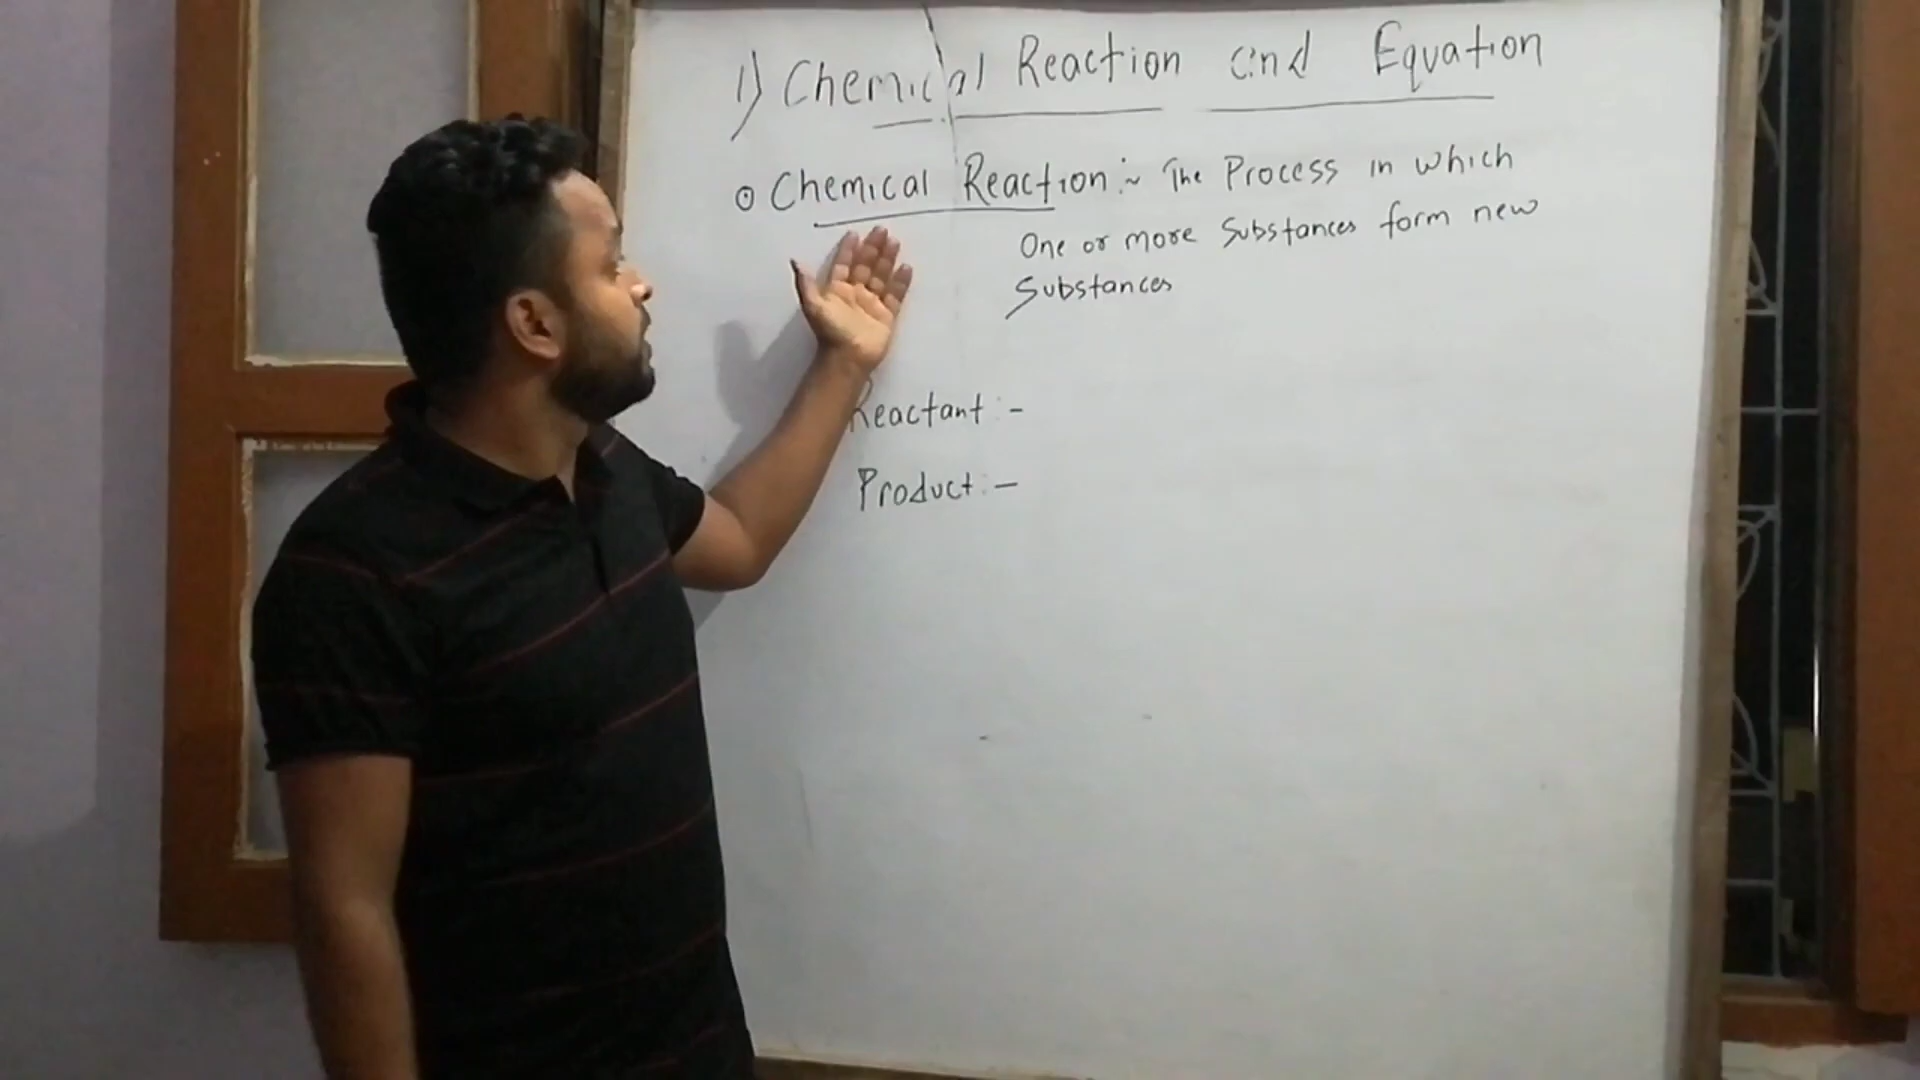 1) Chemical Reaction and Equation
⊙ Chemical Reaction :~ The Process in which
One or more Substances form new
Substances
Reactant :-
Product :-